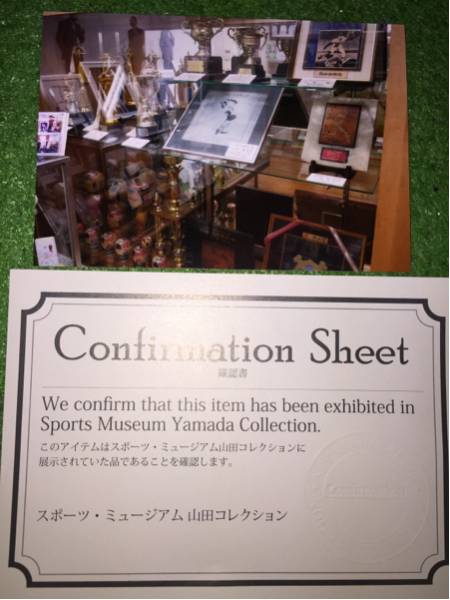 Confirmation Sheet
確認書
We confirm that this item has been exhibited in
Sports Museum Yamada Collection.
このアイテムはスポーツ・ミュージアム山田コレクションに
展示されていた品であることを確認します。
スポーツ・ミュージアム 山田コレクション